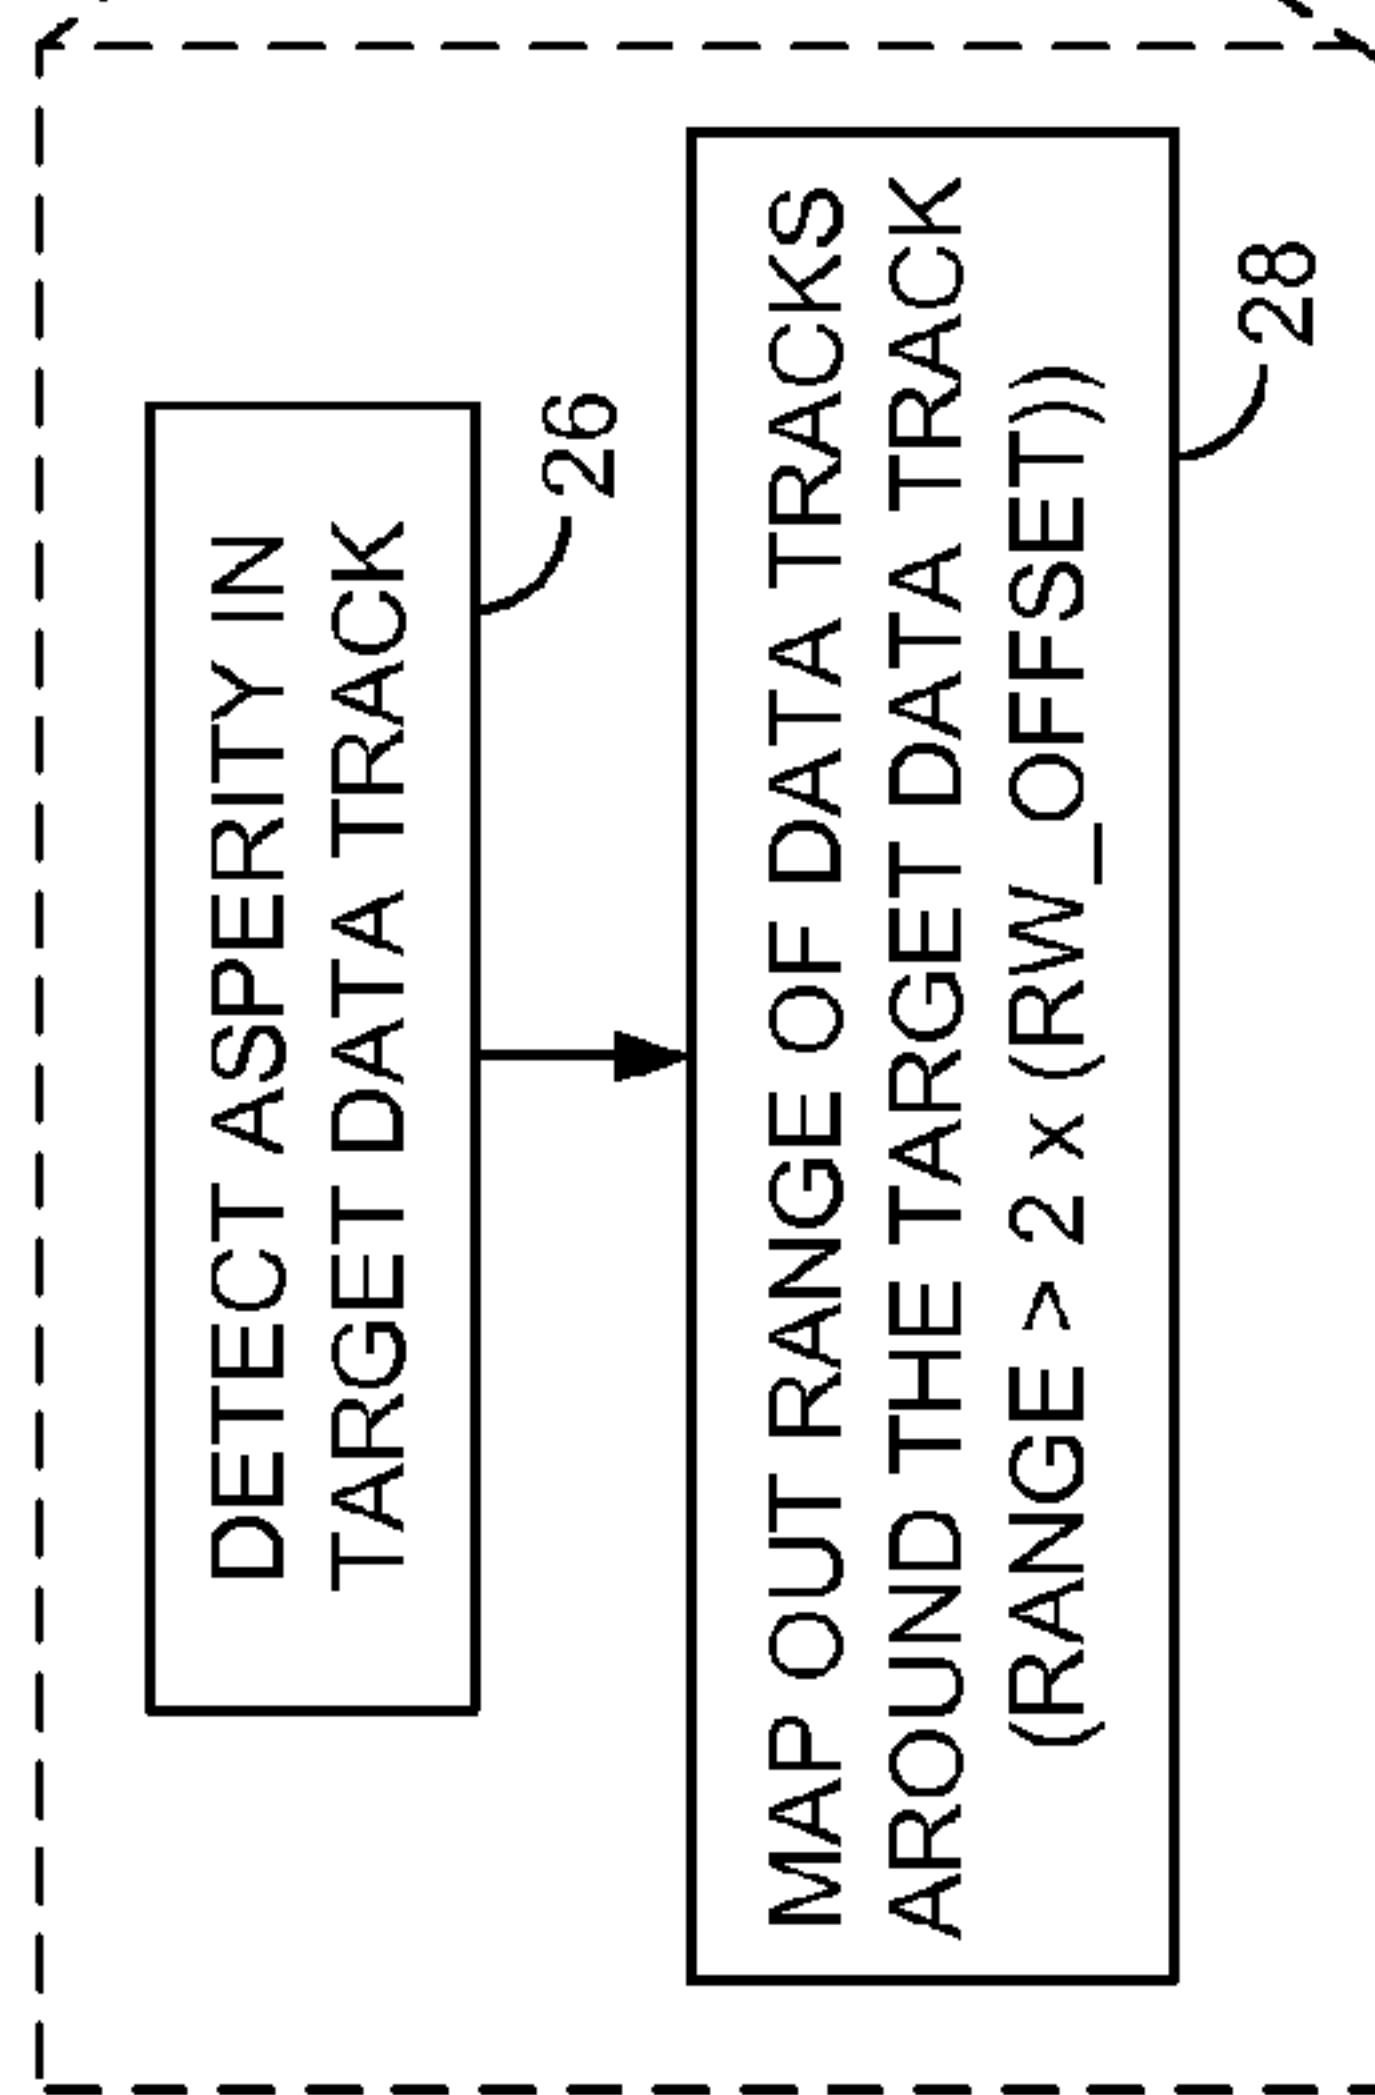 DETECT ASPERITY IN
TARGET DATA TRACK
26
MAP OUT RANGE OF DATA TRACKS
AROUND THE TARGET DATA TRACK
(RANGE > 2 x (RW_OFFSET))
28